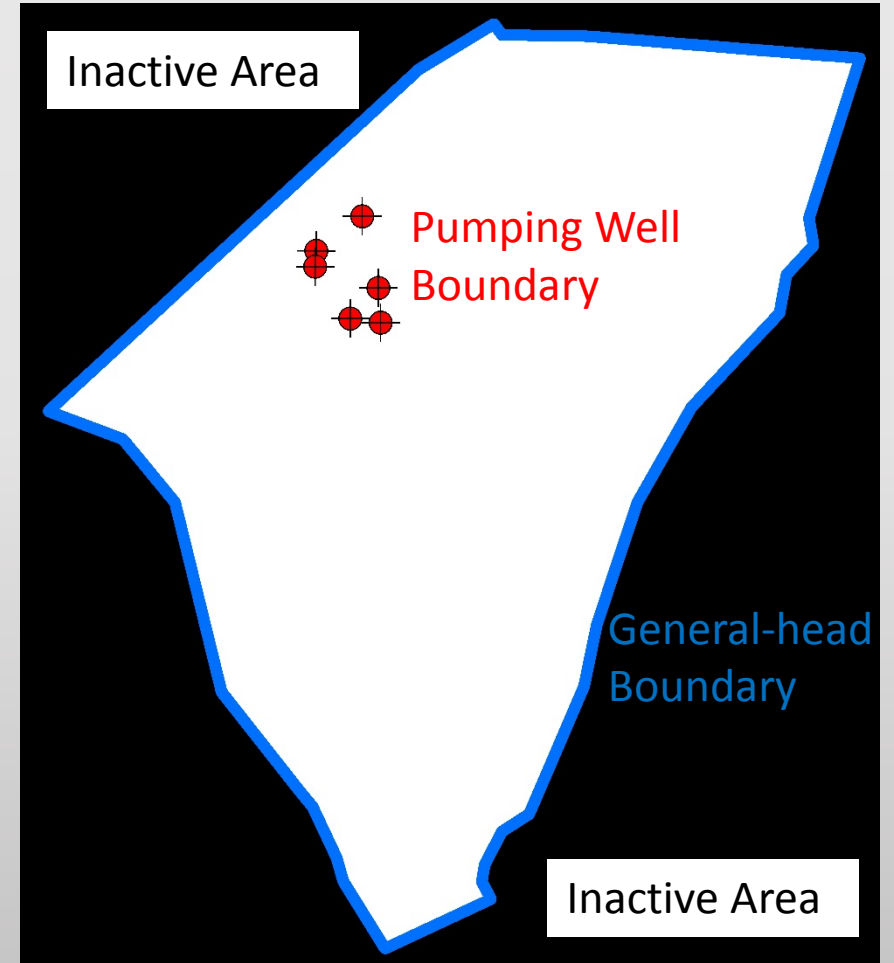 Inactive Area
Pumping Well
Boundary
General-head
Boundary
Inactive Area